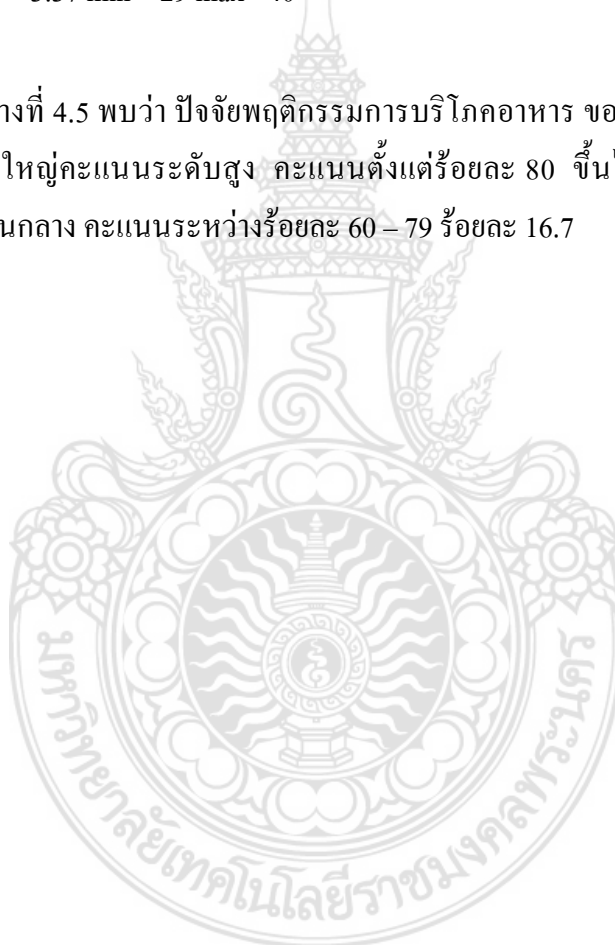 างที่ 4.5 พบว่า ปัจจัยพฤติกรรมการบริโภคอาหาร ขอ
ใหญ่คะแนนระดับสูง คะแนนตั้งแต่ร้อยละ 80 ขึ้น
นกลาง คะแนนระหว่างร้อยละ 60 – 79 ร้อยละ 16.7
มหาวิทยาลัยเทคโนโลยีราชมงคลพระนคร